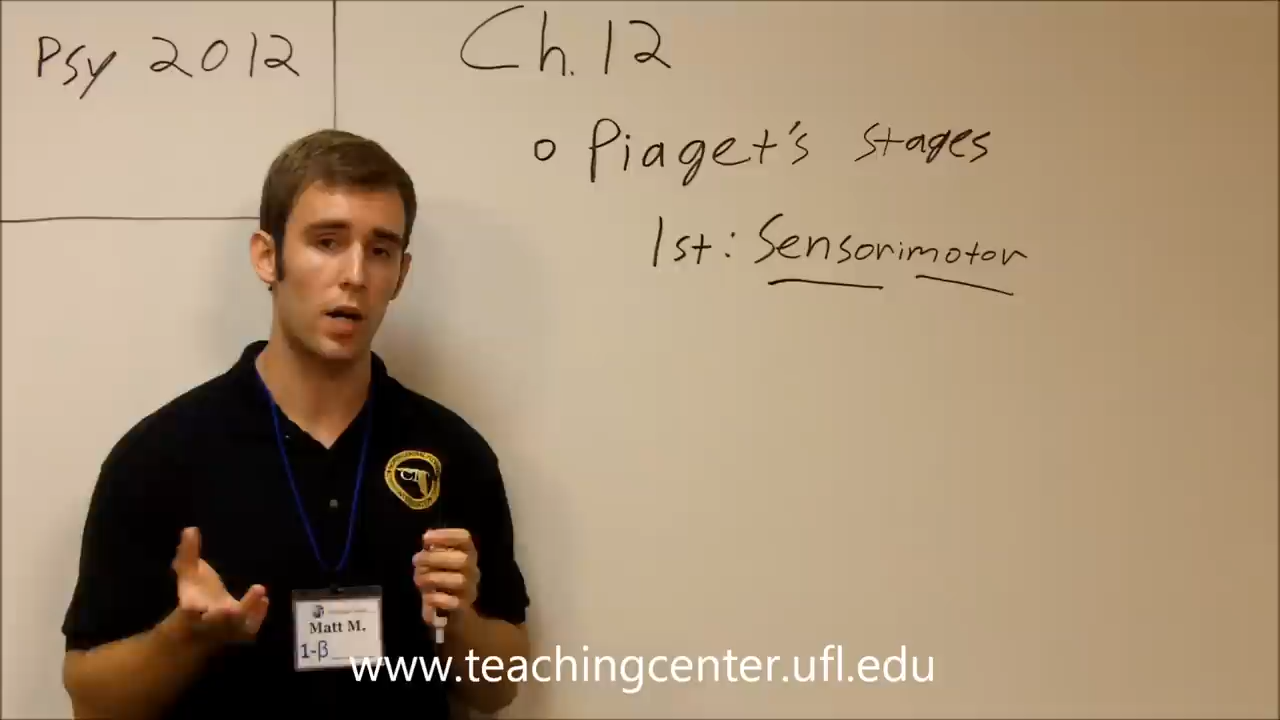 Psy 2012
Ch. 12
o Piaget's stages
1st: Sensorimotor
Matt M.
1-β
www.teachingcenter.ufl.edu